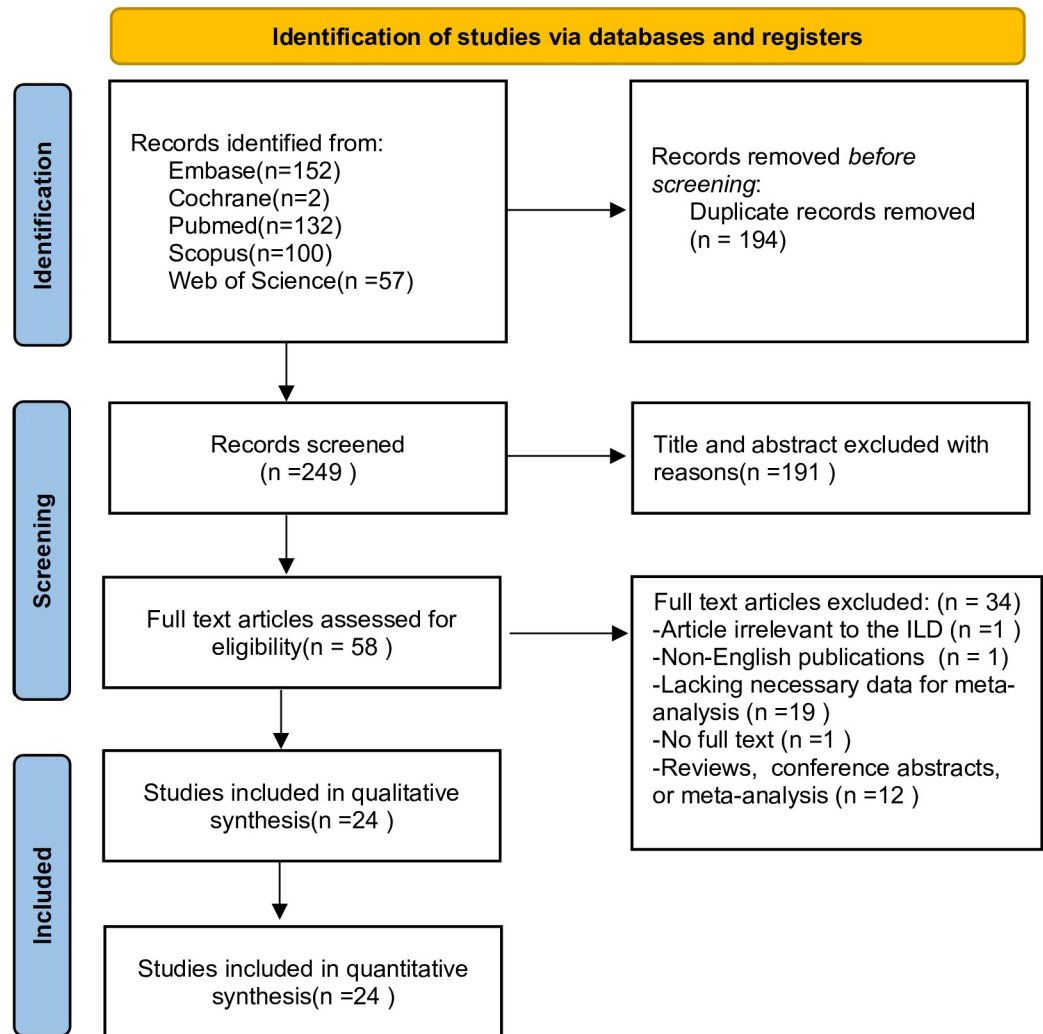 Identification of studies via databases and registers
Identification
Records identified from:
Embase(n=152)
Cochrane(n=2)
Pubmed(n=132)
Scopus(n=100)
Web of Science(n =57)
Records removed before
screening:
Duplicate records removed
(n = 194)
Screening
Records screened
(n =249 )
Title and abstract excluded with
reasons(n =191 )
Full text articles assessed for
eligibility(n = 58 )
Full text articles excluded: (n = 34)
-Article irrelevant to the ILD (n =1 )
-Non-English publications (n = 1)
-Lacking necessary data for meta-
analysis (n =19 )
-No full text (n =1 )
-Reviews, conference abstracts,
or meta-analysis (n =12 )
Included
Studies included in qualitative
synthesis(n =24 )
Studies included in quantitative
synthesis(n =24 )